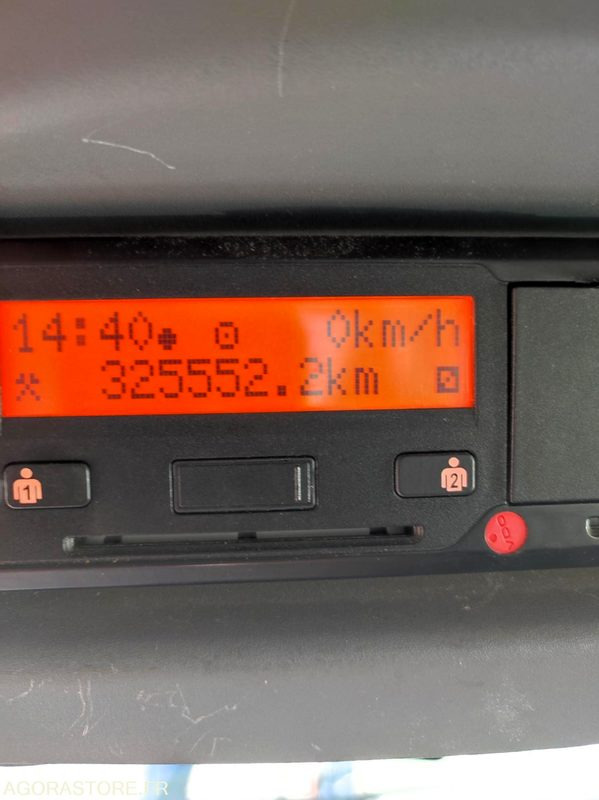 14:40 0km/h
325552.2km
1
2
VDO
AGORASTORE.FR